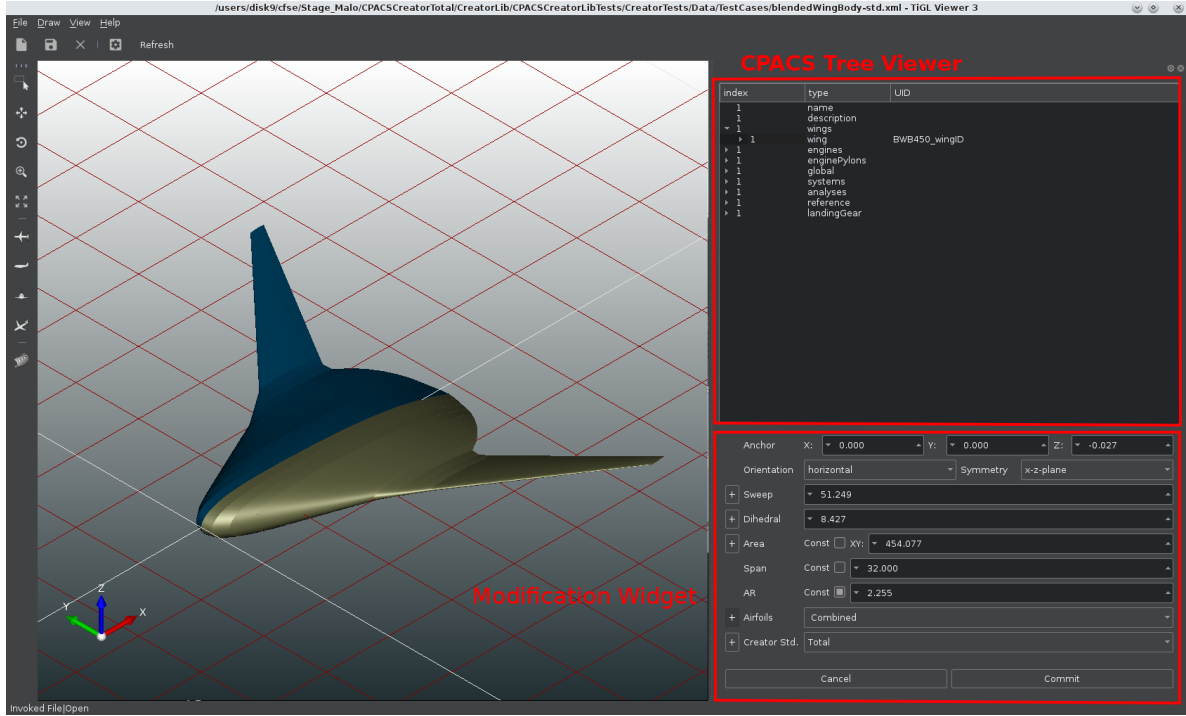 /users/disk9/cfse/Stage_Malo/CPACSCreatorTotal/CreatorLib/CPACSCreatorLibTests/CreatorTests/Data/TestCases/blendedWingBody-std.xml - TiGL Viewer 3
File Draw View Help
Refresh
CPACS Tree Viewer
index type UID
1 name
1 description
1 wings
1 wing BWB450_wingID
1 engines
1 enginePylons
1 global
1 systems
1 analyses
1 reference
1 landingGear
Anchor X: 0.000 Y: 0.000 Z: -0.027
Orientation horizontal Symmetry x-z-plane
+ Sweep 51.249
+ Dihedral 8.427
+ Area Const XY: 454.077
Span Const 32.000
AR Const 2.255
+ Airfoils Combined
+ Creator Std. Total
Cancel Commit
Modification Widget
Z
Y
X
Invoked File|Open